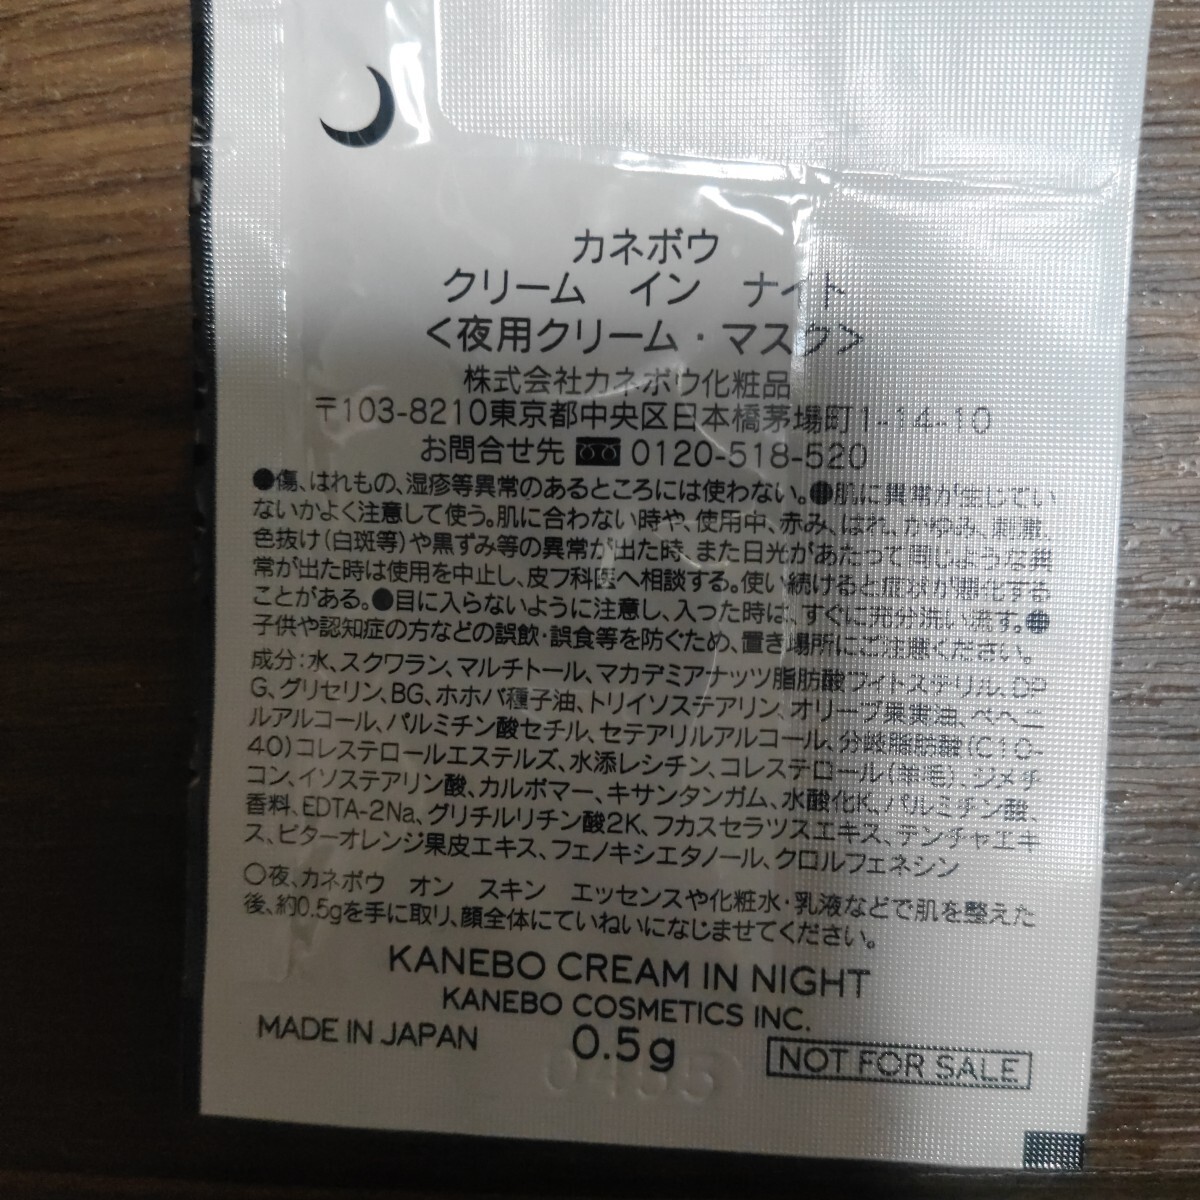 カネボウ
クリーム イン ナイト
<夜用クリーム・マスク>
株式会社カネボウ化粧品
〒103-8210東京都中央区日本橋茅場町1-14-10
お問合せ先 0120-518-520
●傷、はれもの、湿疹等異常のあるところには使わない。●肌に異常が生じてい
ないかよく注意して使う。肌に合わない時や、使用中、赤み、はれ、かゆみ、刺激、
色抜け(白斑等)や黒ずみ等の異常が出た時、また日光があたって同じような異
常が出た時は使用を中止し、皮フ科医へ相談する。使い続けると症状が悪化する
ことがある。●目に入らないように注意し、入った時は、すぐに充分洗い流す。●
子供や認知症の方などの誤飲・誤食等を防ぐため、置き場所にご注意ください。
成分:水、スクワラン、マルチトール、マカデミアナッツ脂肪酸フィトステリル、DP
G、グリセリン、BG、ホホバ種子油、トリイソステアリン、オリーブ果実油、ベヘニ
ルアルコール、パルミチン酸セチル、セテアリルアルコール、分岐脂肪酸(C10-
40)コレステロールエステルズ、水添レシチン、コレステロール(羊毛)、ジメチ
コン、イソステアリン酸、カルボマー、キサンタンガム、水酸化K、パルミチン酸、
香料、EDTA-2Na、グリチルリチン酸2K、フカスセラツスエキス、テンチャエキ
ス、ビターオレンジ果皮エキス、フェノキシエタノール、クロルフェネシン
○夜、カネボウ オン スキン エッセンスや化粧水・乳液などで肌を整えた
後、約0.5gを手に取り、顔全体にていねいになじませてください。
KANEBO CREAM IN NIGHT
KANEBO COSMETICS INC.
MADE IN JAPAN 0.5g NOT FOR SALE